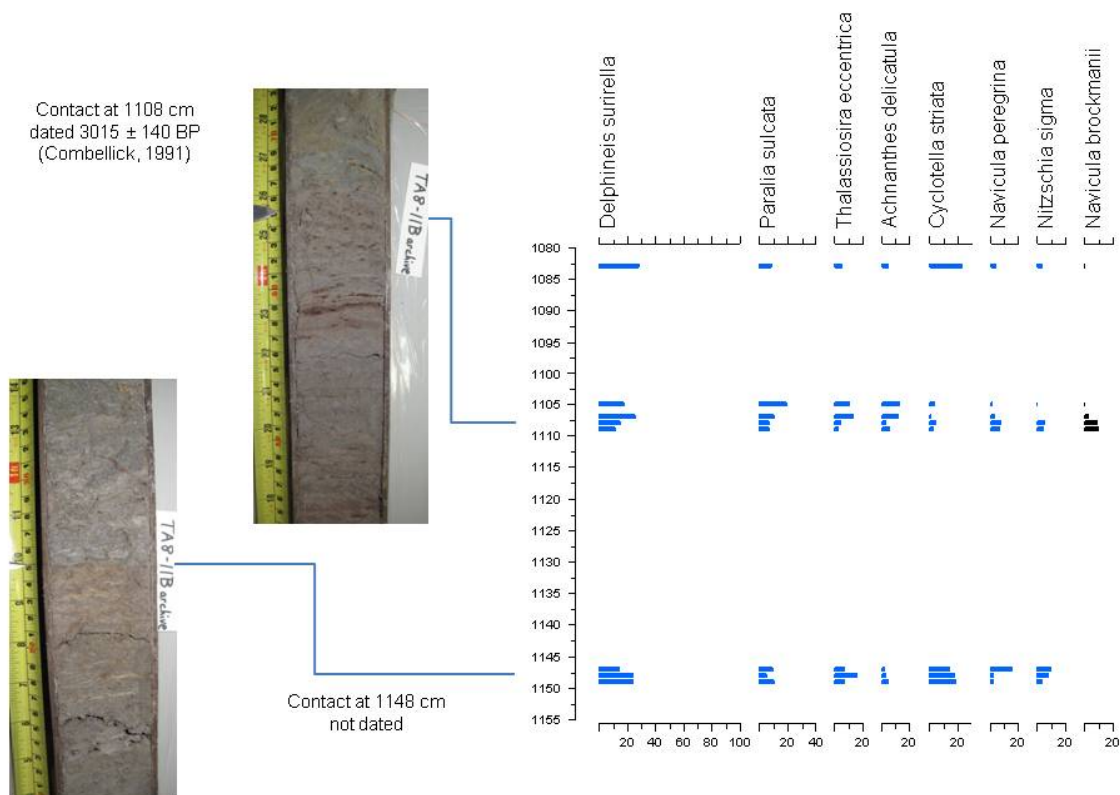 Contact at 1108 cm
dated 3015 ± 140 BP
(Combellick, 1991)
TA8-11B
archive
TA8-11B
archive
Contact at 1148 cm
not dated
Delphineis surirella
Paralia sulcata
Thalassiosira eccentrica
Achnanthes delicatula
Cyclotella striata
Navicula peregrina
Nitzschia sigma
Navicula brockmanii
1080
1085
1090
1095
1100
1105
1110
1115
1120
1125
1130
1135
1140
1145
1150
1155
20 40 60 80 100 20 40 20 20 20 20 20 20